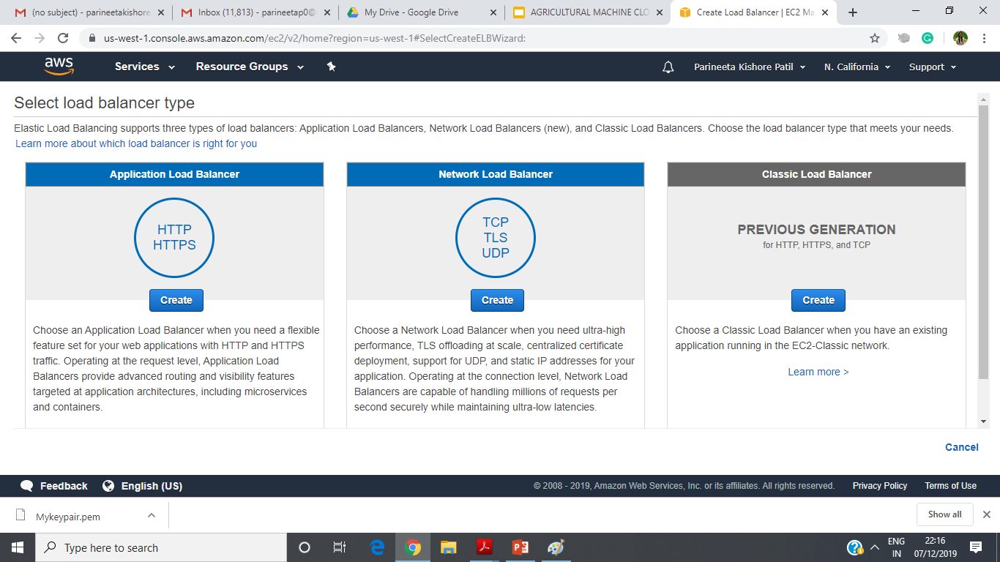 (no subject) - parineetakishore
Inbox (11,813) - parineetap0@
My Drive - Google Drive
AGRICULTURAL MACHINE CLO
Create Load Balancer | EC2 Ma
us-west-1.console.aws.amazon.com/ec2/v2/home?region=us-west-1#SelectCreateELBWizard:
aws
Services
Resource Groups
Parineeta Kishore Patil
N. California
Support
Select load balancer type
Elastic Load Balancing supports three types of load balancers: Application Load Balancers, Network Load Balancers (new), and Classic Load Balancers. Choose the load balancer type that meets your needs.
Learn more about which load balancer is right for you
Application Load Balancer
HTTP
HTTPS
Create
Choose an Application Load Balancer when you need a flexible
feature set for your web applications with HTTP and HTTPS
traffic. Operating at the request level, Application Load
Balancers provide advanced routing and visibility features
targeted at application architectures, including microservices
and containers.
Network Load Balancer
TCP
TLS
UDP
Create
Choose a Network Load Balancer when you need ultra-high
performance, TLS offloading at scale, centralized certificate
deployment, support for UDP, and static IP addresses for your
application. Operating at the connection level, Network Load
Balancers are capable of handling millions of requests per
second securely while maintaining ultra-low latencies.
Classic Load Balancer
PREVIOUS GENERATION
for HTTP, HTTPS, and TCP
Create
Choose a Classic Load Balancer when you have an existing
application running in the EC2-Classic network.
Learn more >
Cancel
Feedback
English (US)
© 2008 - 2019, Amazon Web Services, Inc. or its affiliates. All rights reserved.
Privacy Policy
Terms of Use
Mykeypair.pem
Show all
Type here to search
ENG
IN
22:16
07/12/2019